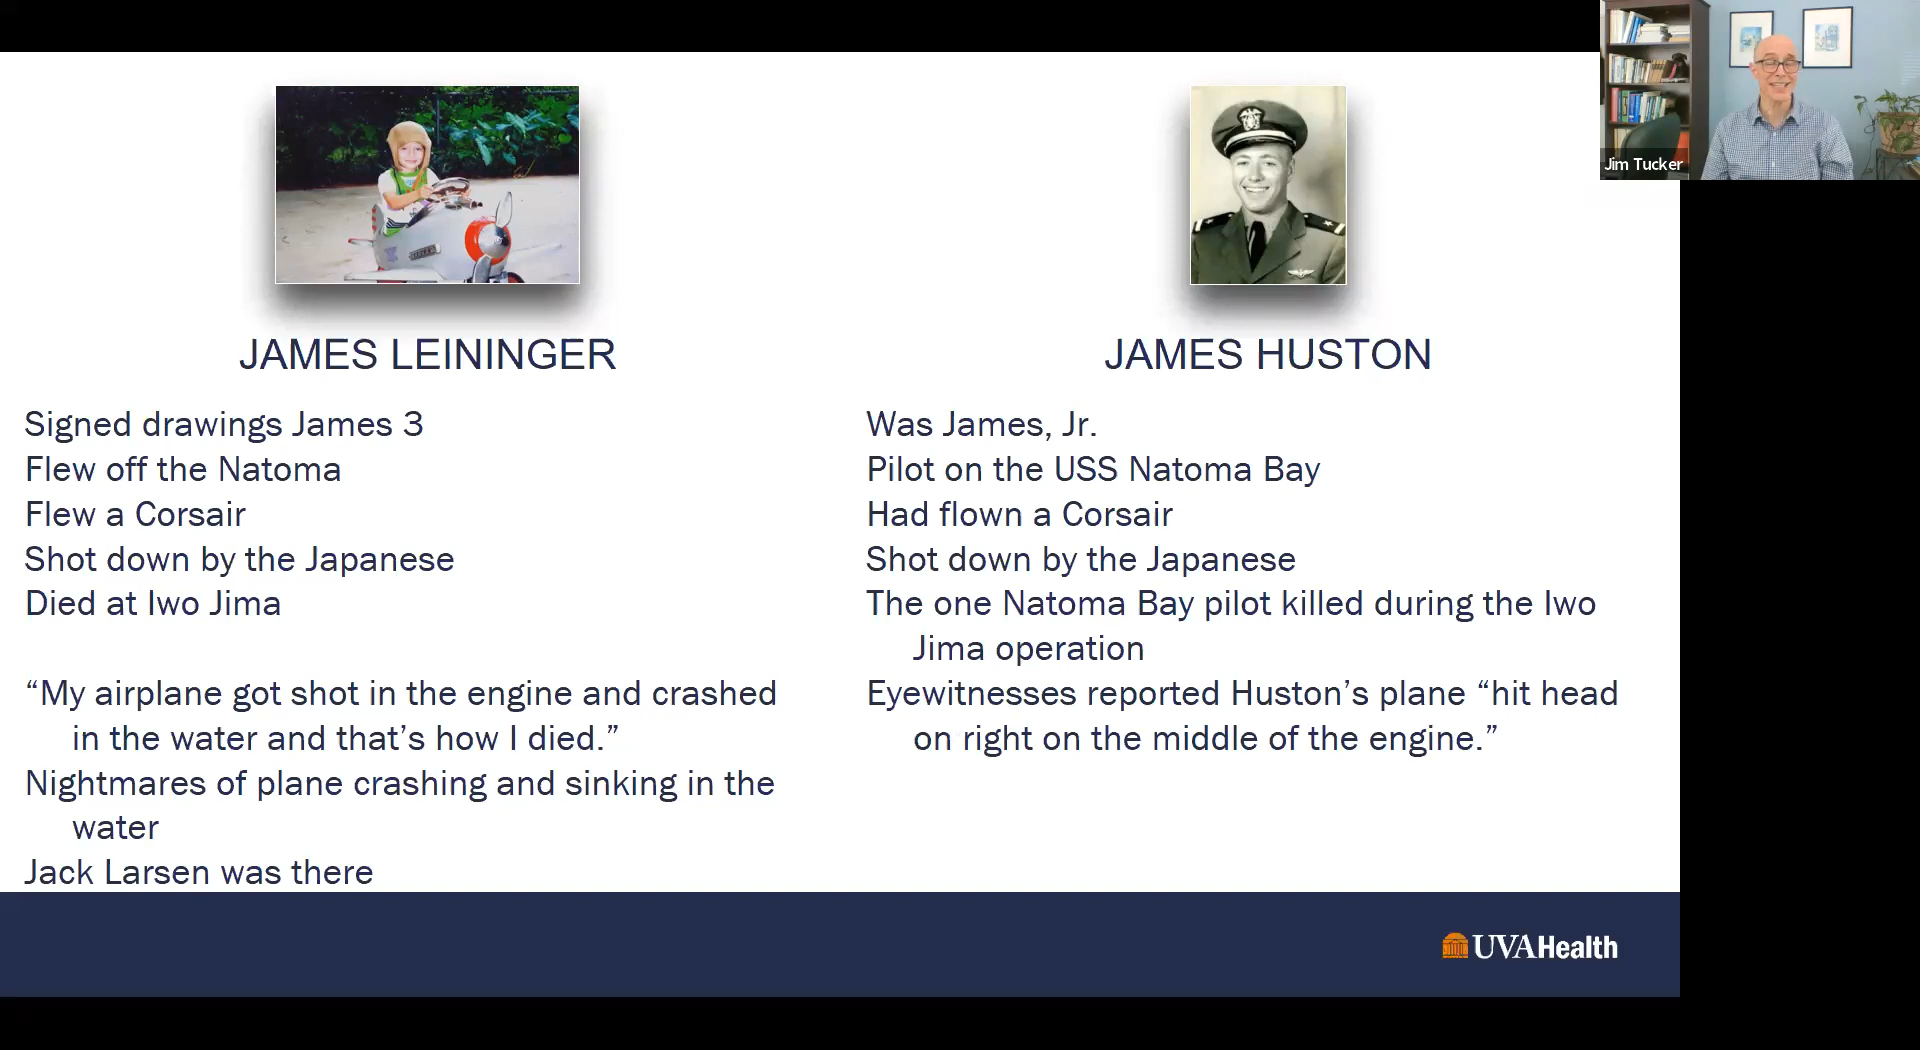 Jim Tucker
JAMES LEININGER
Signed drawings James 3
Flew off the Natoma
Flew a Corsair
Shot down by the Japanese
Died at Iwo Jima
“My airplane got shot in the engine and crashed
in the water and that’s how I died.”
Nightmares of plane crashing and sinking in the
water
Jack Larsen was there
JAMES HUSTON
Was James, Jr.
Pilot on the USS Natoma Bay
Had flown a Corsair
Shot down by the Japanese
The one Natoma Bay pilot killed during the Iwo
Jima operation
Eyewitnesses reported Huston’s plane “hit head
on right on the middle of the engine.”
UVAHealth